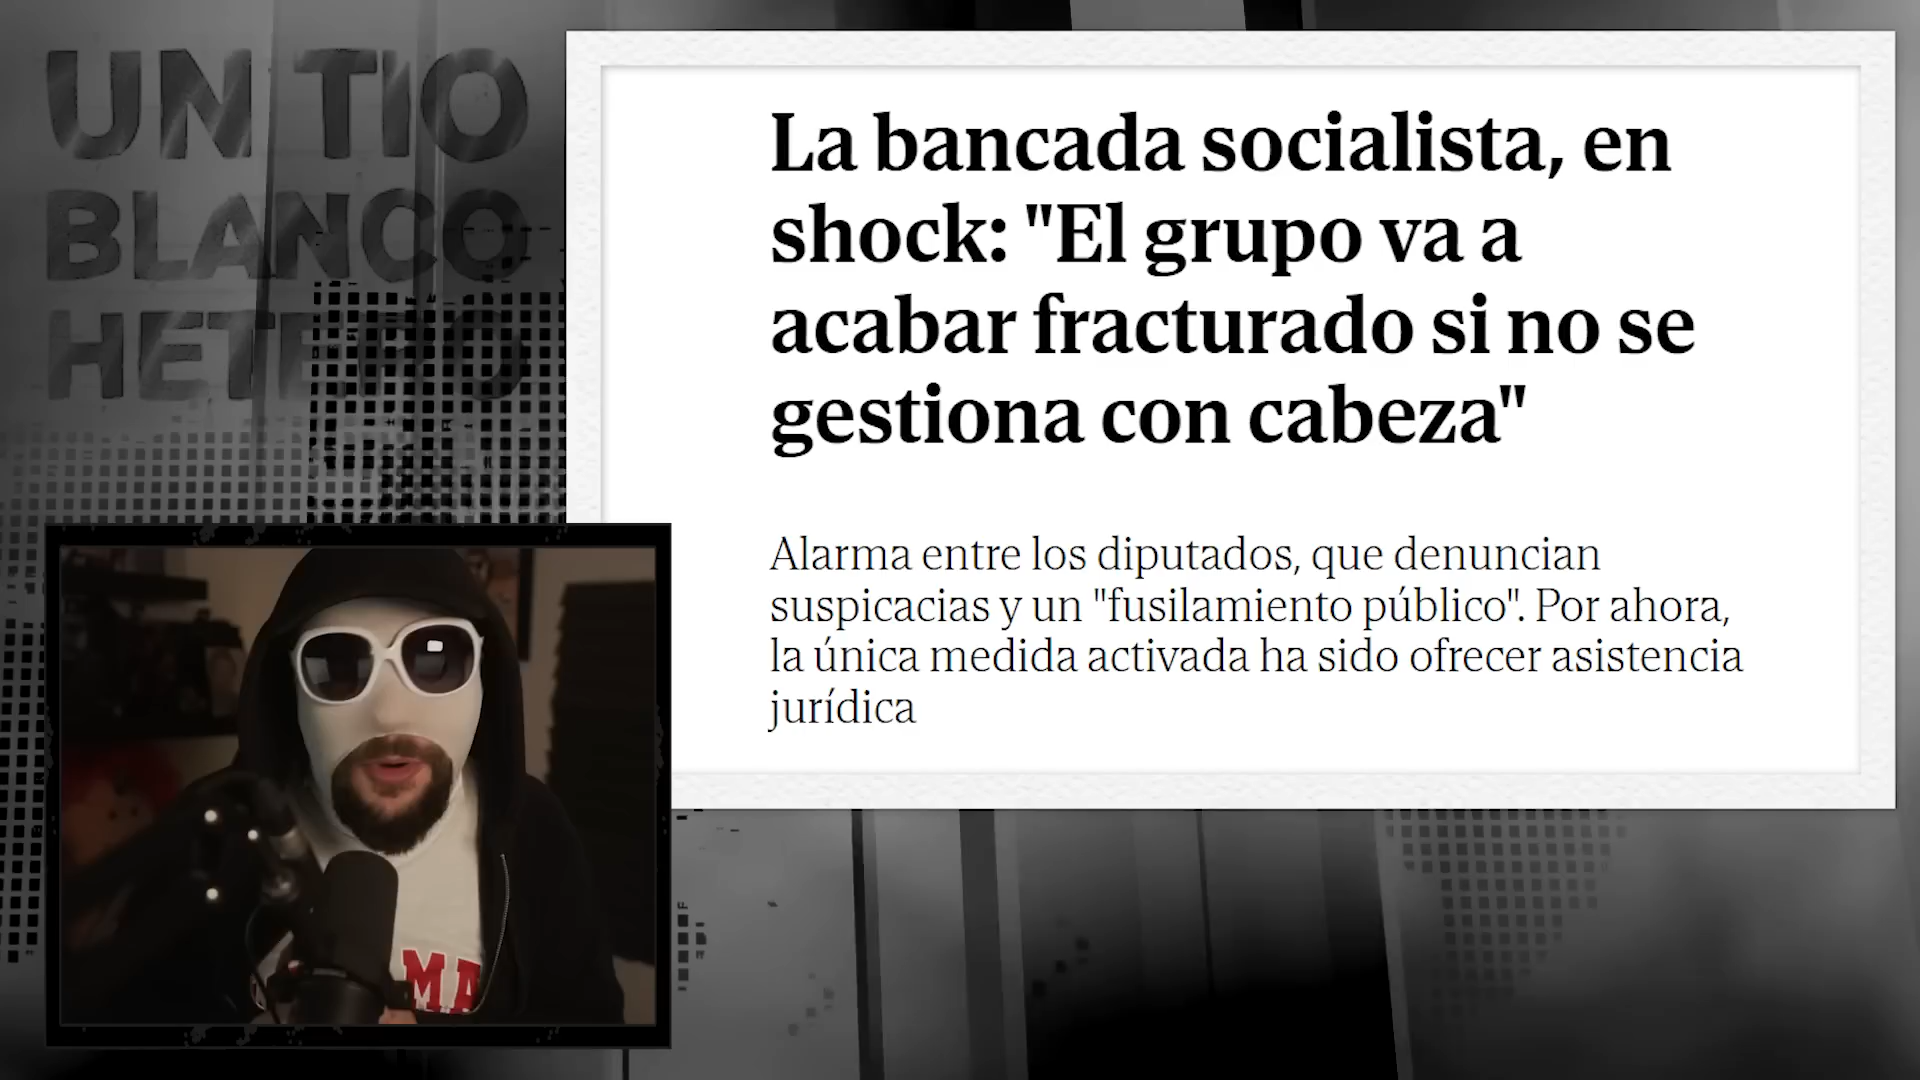 UN TIO
BLANCO
HETERO
La bancada socialista, en
shock: "El grupo va a
acabar fracturado si no se
gestiona con cabeza"
Alarma entre los diputados, que denuncian
suspicacias y un "fusilamiento público". Por ahora,
la única medida activada ha sido ofrecer asistencia
jurídica
MA